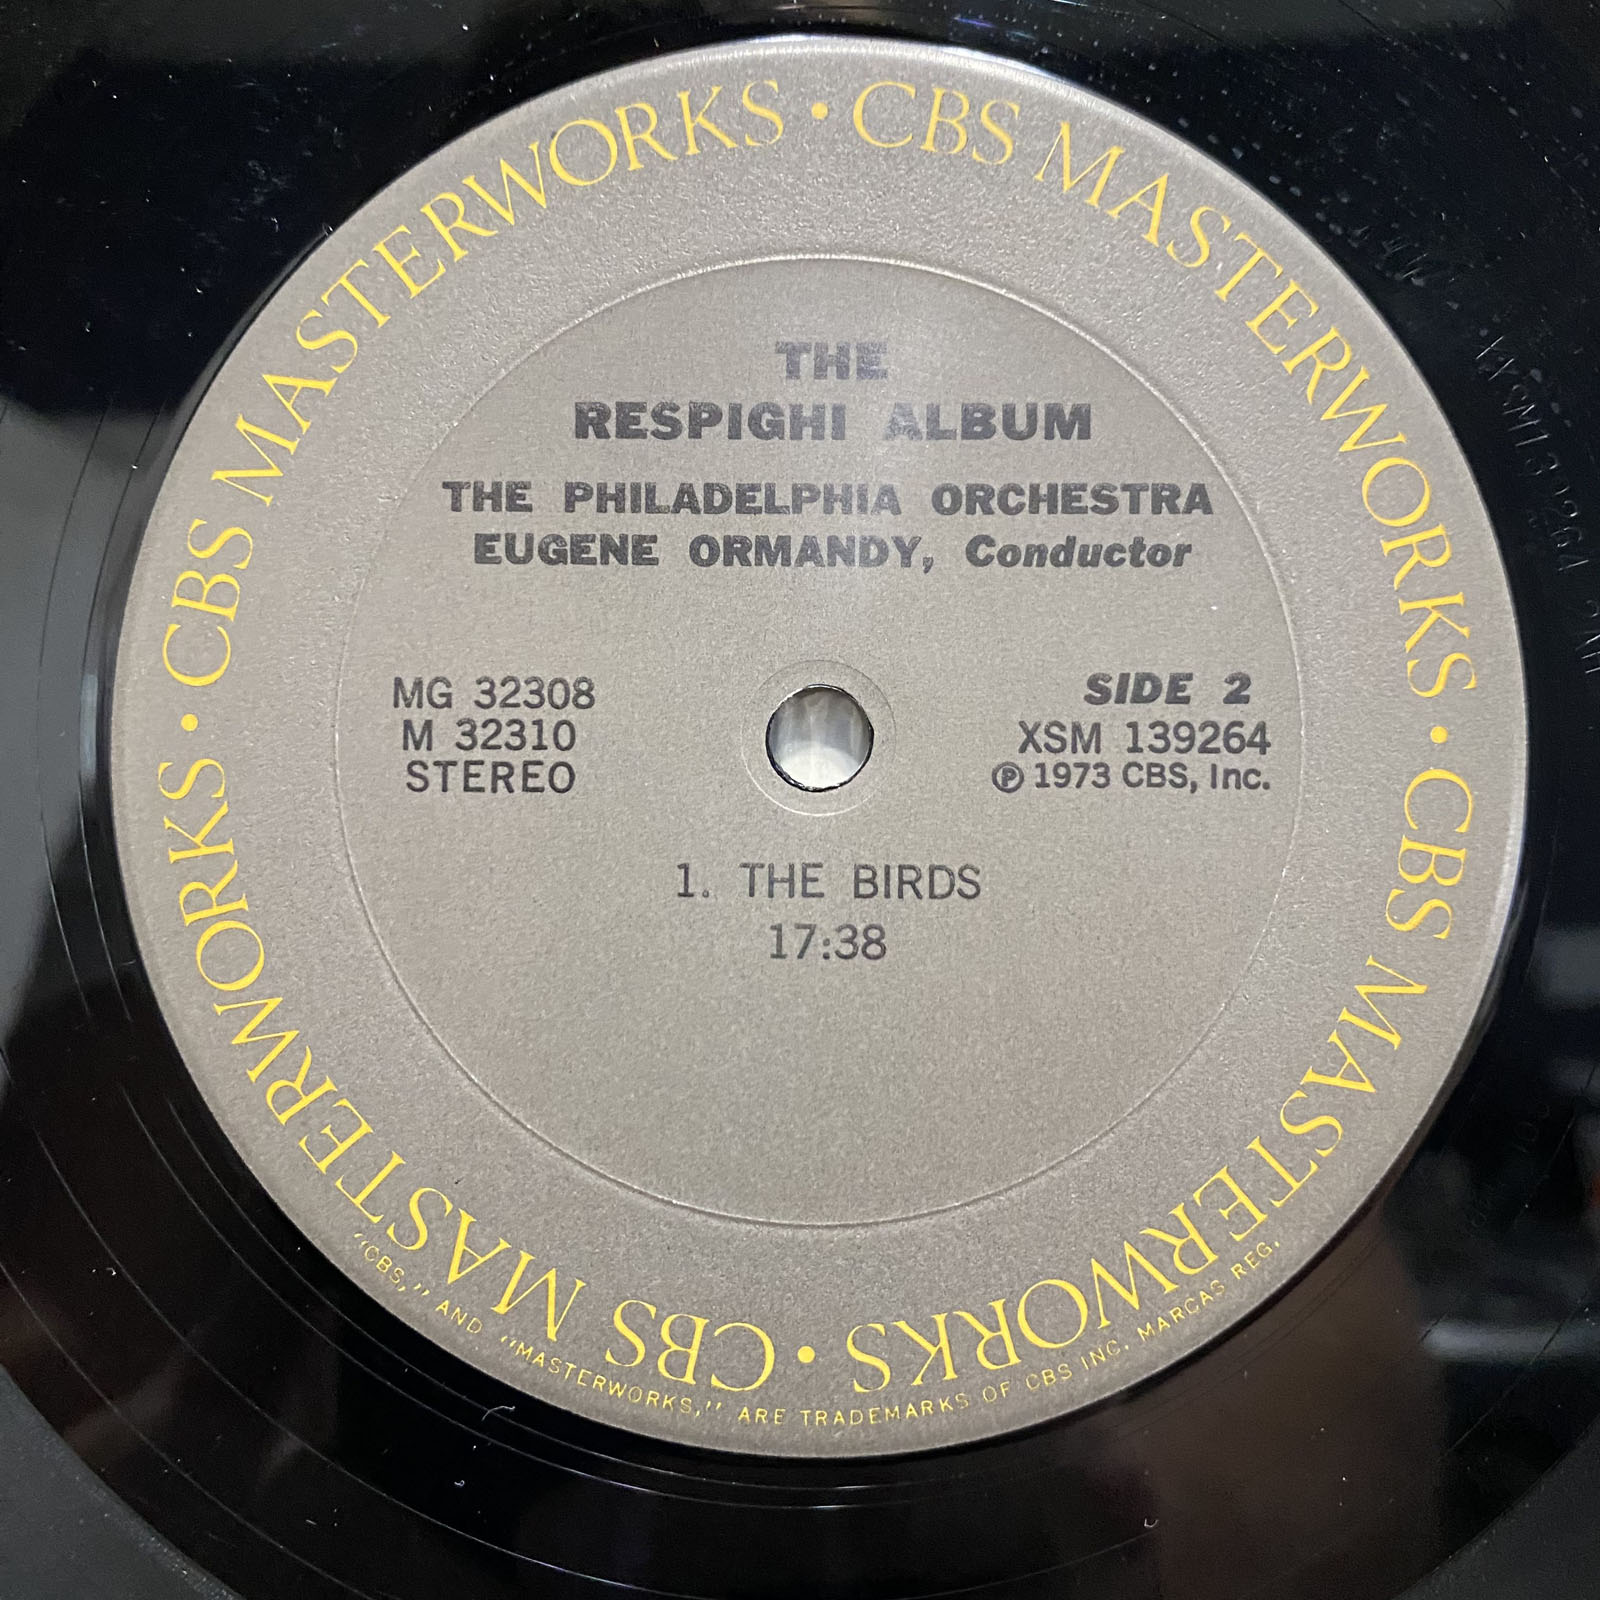 CBS MASTERWORKS • CBS MASTERWORKS • CBS MASTERWORKS • CBS MASTERWORKS •
THE
RESPIGHI ALBUM
THE PHILADELPHIA ORCHESTRA
EUGENE ORMANDY, Conductor
MG 32308
M 32310
STEREO
SIDE 2
XSM 139264
Ⓟ 1973 CBS, Inc.
1. THE BIRDS
17:38
"CBS," AND "MASTERWORKS," ARE TRADEMARKS OF CBS INC. MARCAS REG.